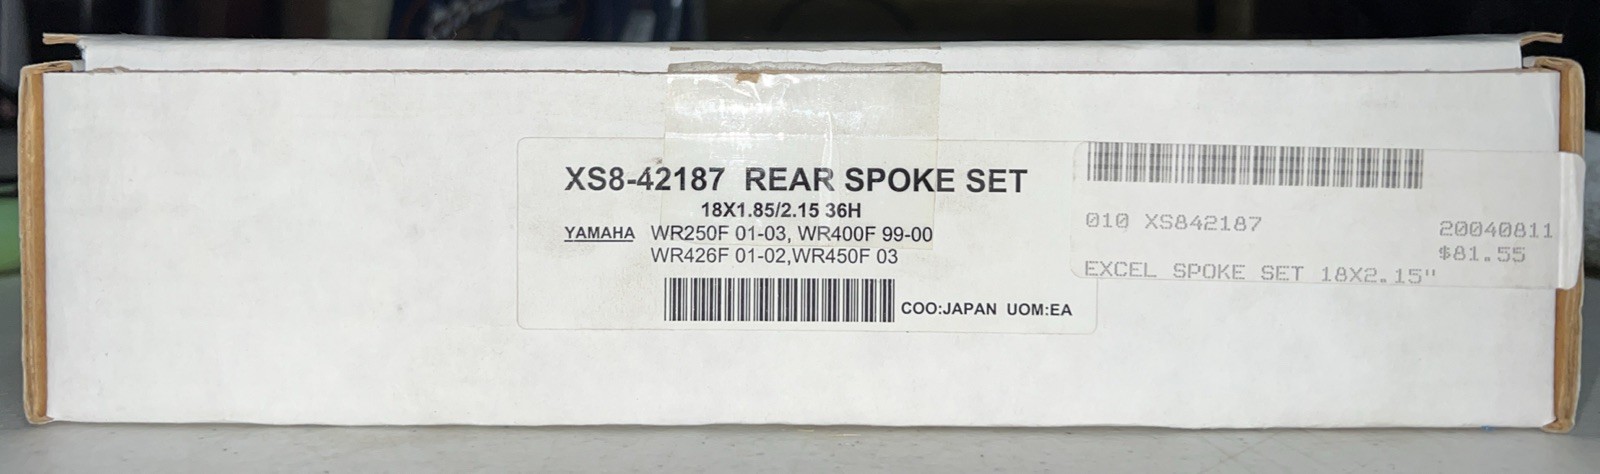 XS8-42187 REAR SPOKE SET
18X1.85/2.15 36H
YAMAHA WR250F 01-03, WR400F 99-00
WR426F 01-02,WR450F 03
COO:JAPAN UOM:EA
010 XS842187 20040811
$81.55
EXCEL SPOKE SET 18X2.15"